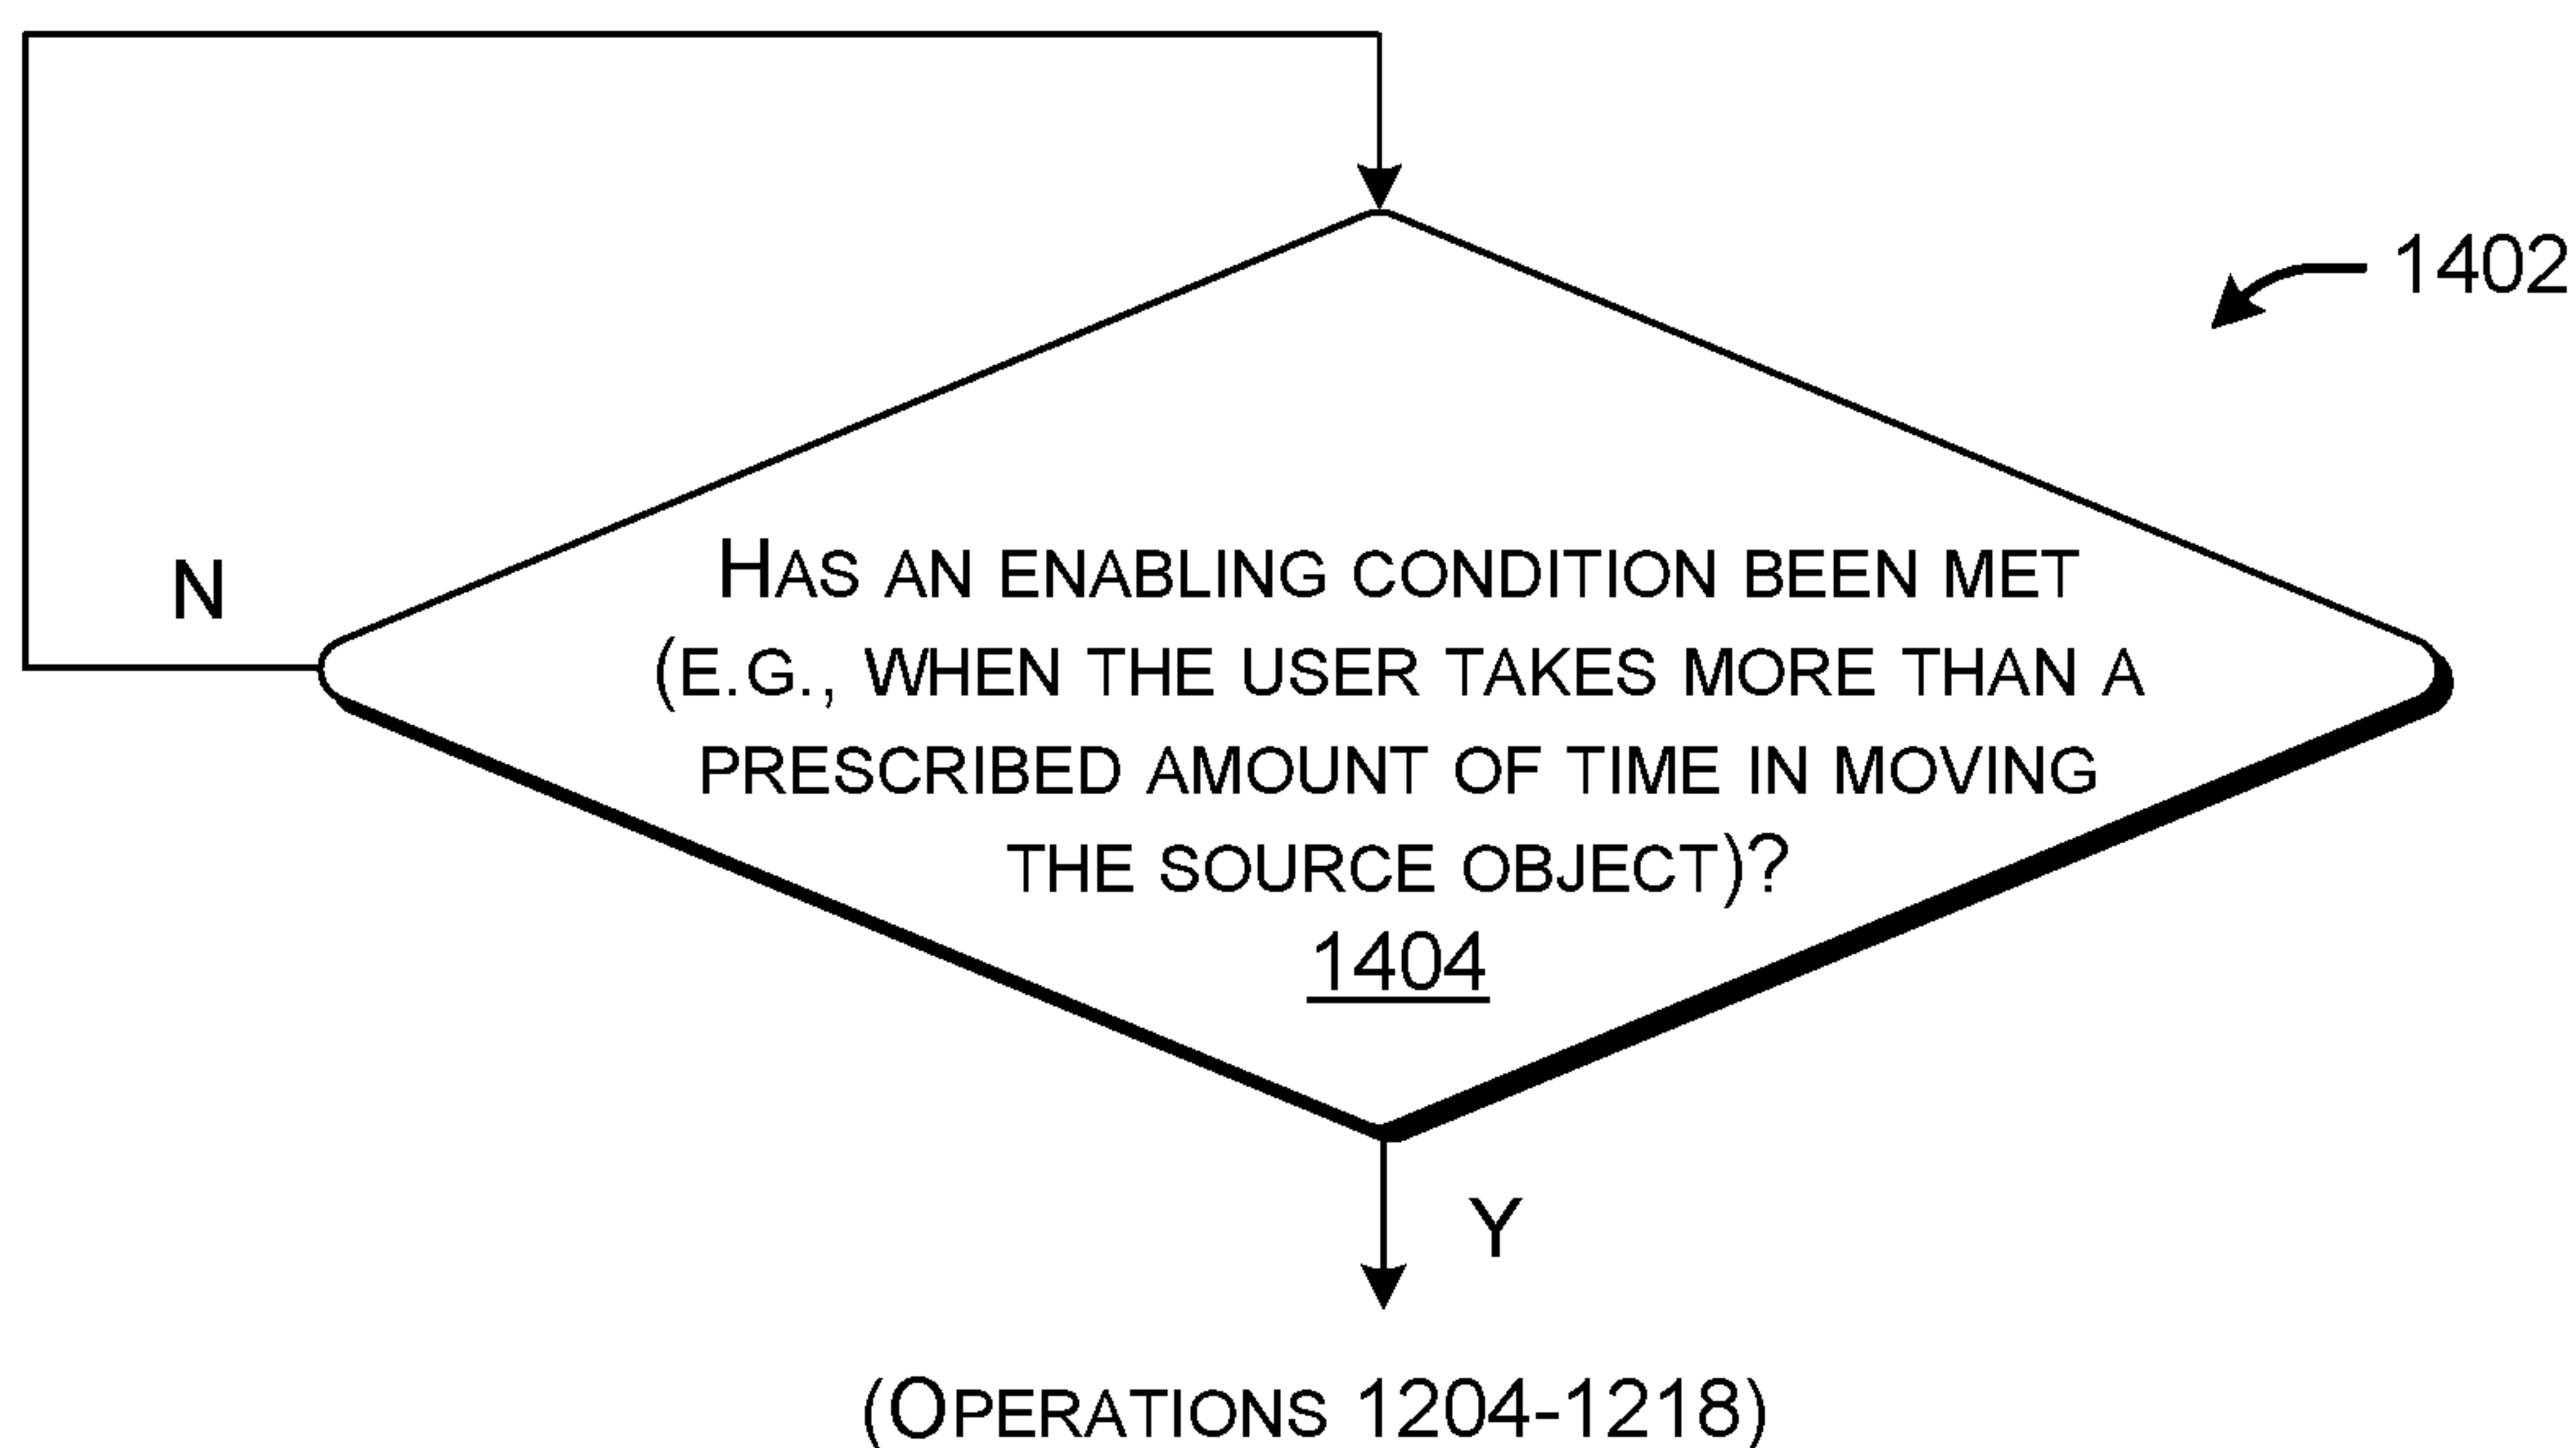 1402
N
HAS AN ENABLING CONDITION BEEN MET
(E.G., WHEN THE USER TAKES MORE THAN A
PRESCRIBED AMOUNT OF TIME IN MOVING
THE SOURCE OBJECT)?
1404
Y
(OPERATIONS 1204-1218)